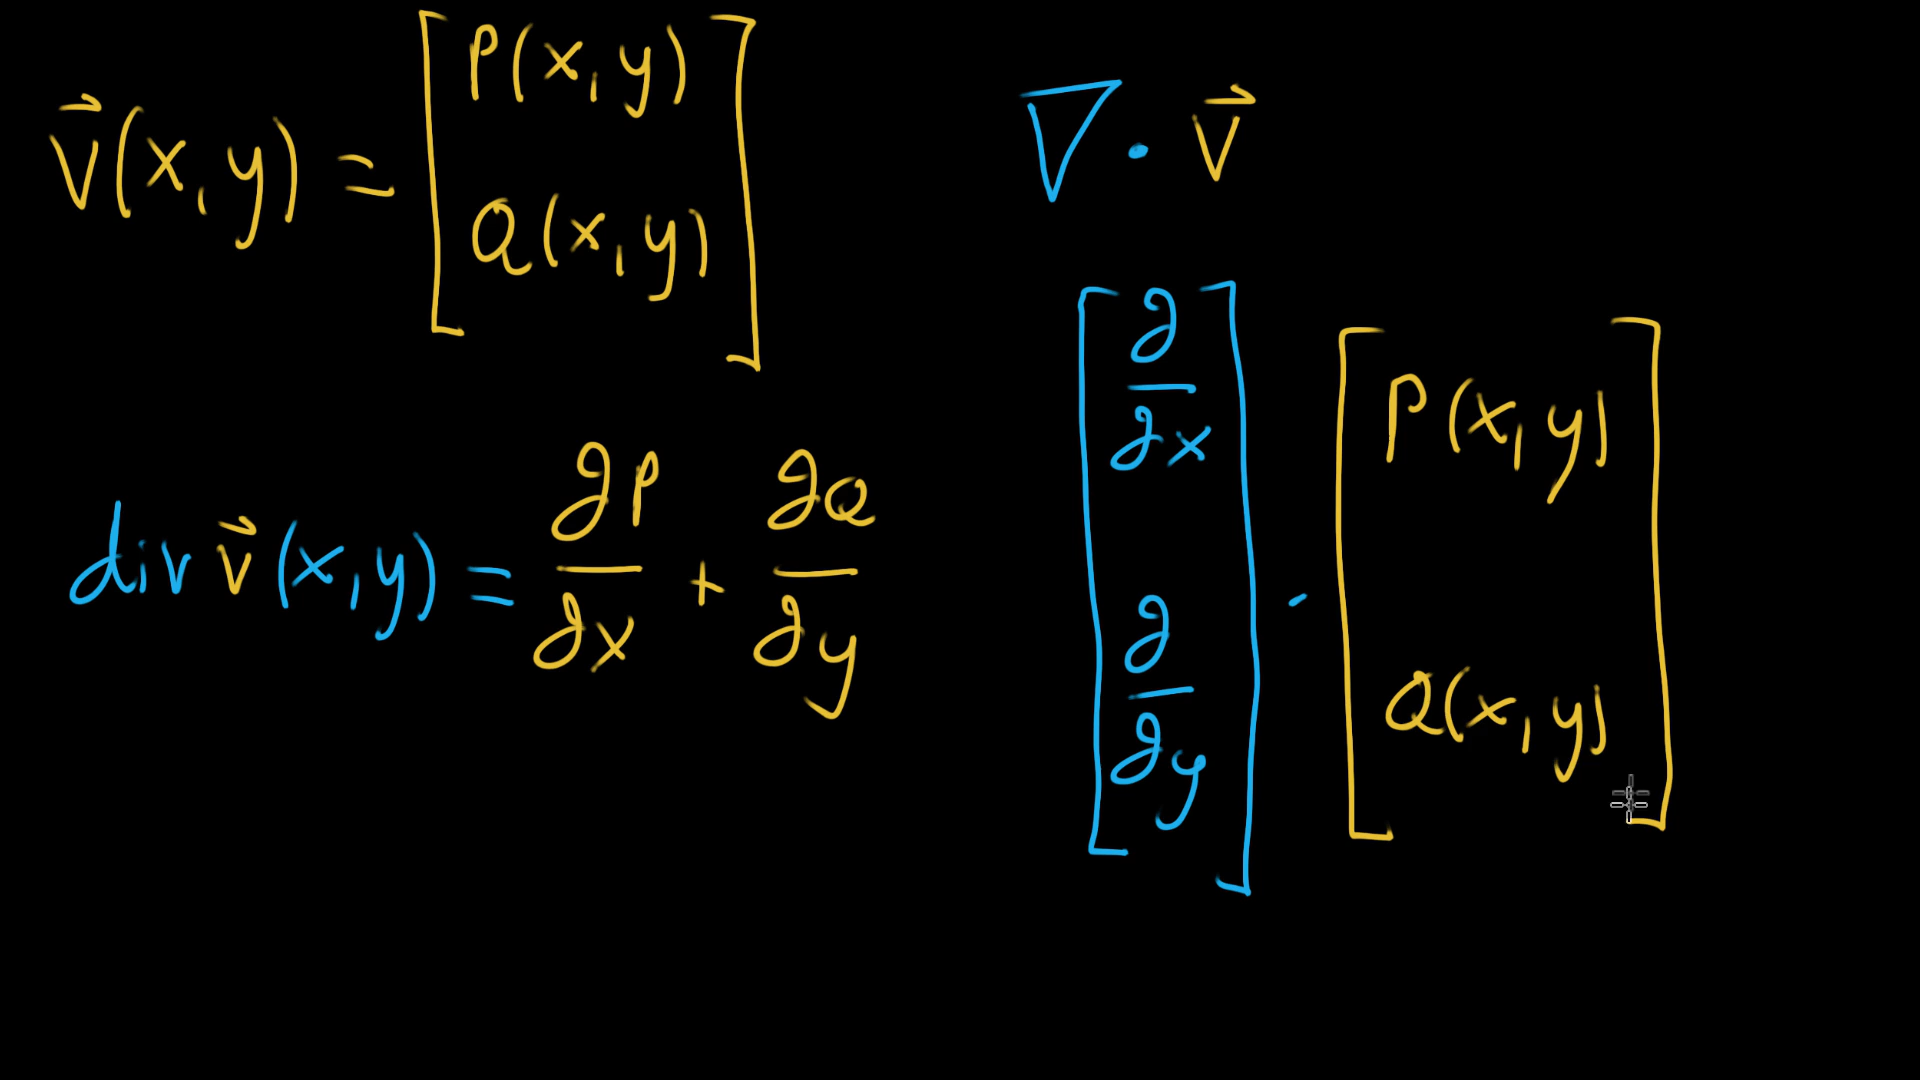 v⃗(x,y) = [P(x,y)
Q(x,y)]
div v⃗(x,y) = ∂P/∂x + ∂Q/∂y
∇ · v⃗
[∂/∂x
∂/∂y] · [P(x,y)
Q(x,y)]